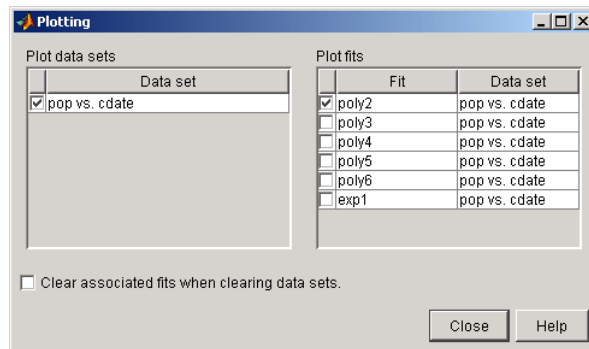 Plotting
Plot data sets
Data set
pop vs. cdate
Plot fits
Fit Data set
poly2 pop vs. cdate
poly3 pop vs. cdate
poly4 pop vs. cdate
poly5 pop vs. cdate
poly6 pop vs. cdate
exp1 pop vs. cdate
Clear associated fits when clearing data sets.
Close Help